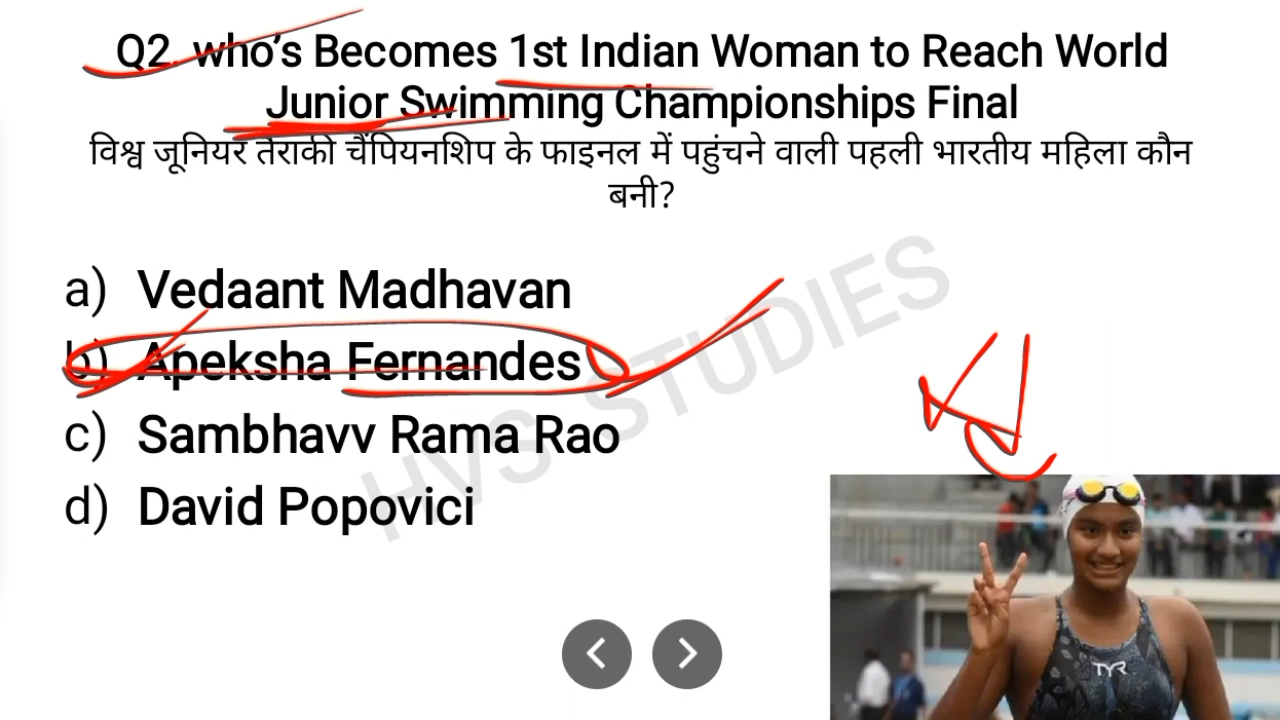 Q2. who's Becomes 1st Indian Woman to Reach World
Junior Swimming Championships Final
विश्व जूनियर तैराकी चैंपियनशिप के फाइनल में पहुंचने वाली पहली भारतीय महिला कौन
बनी?
a) Vedaant Madhavan
b) Apeksha Fernandes
c) Sambhavv Rama Rao
d) David Popovici
HVS STUDIES
TYR